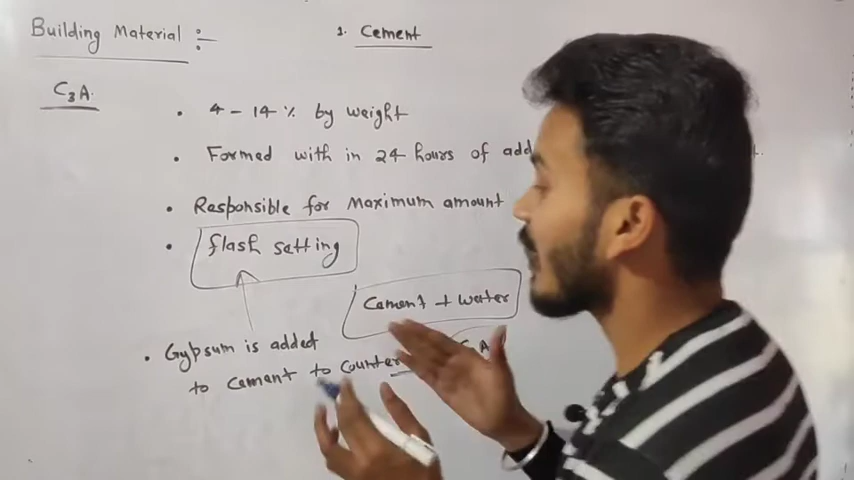 Building Material :-
1. Cement
C3A.
• 4 - 14 % by weight
• Formed with in 24 hours of add
• Responsible for Maximum amount
• flash setting
Cement + Water
• Gypsum is added
to cement to counter